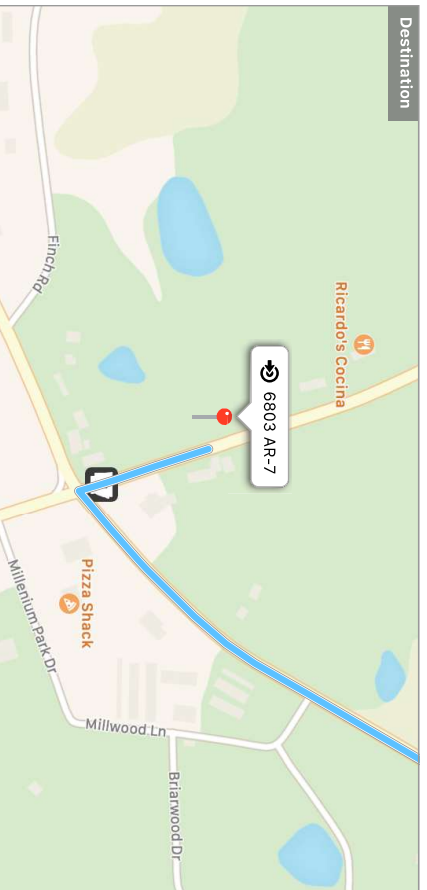 Destination
Ricardo's Cocina
6803 AR-7
Finch Rd
Pizza Shack
Millenium Park Dr
Millwood Ln
Briarwood Dr